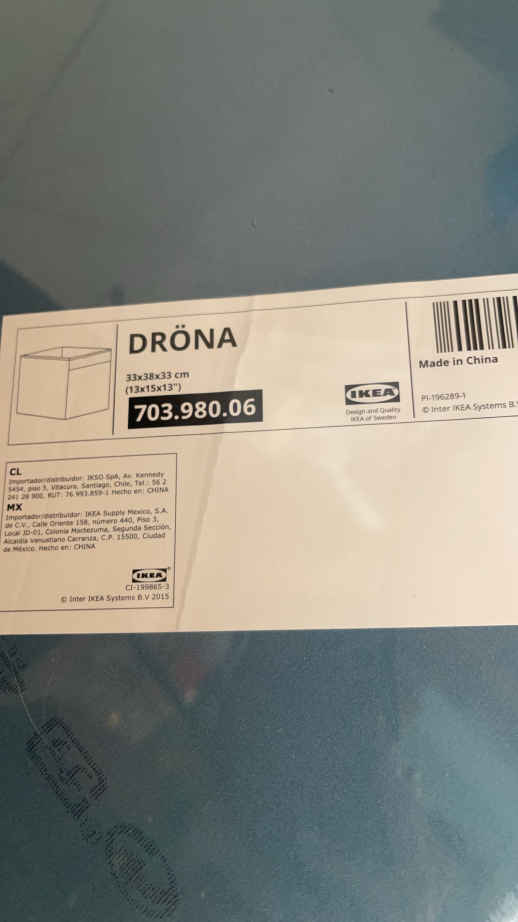 DRÖNA
33x38x33 cm
(13x15x13")
703.980.06
IKEA
Design and Quality
IKEA of Sweden
Made in China
PI-196289-1
© Inter IKEA Systems B.
CL
Importador/distribuidor: IKSO SpA, Av. Kennedy
5454, piso 5, Vitacura, Santiago, Chile, Tel.: 56 2
241 28 900, RUT: 76.993.859-1 Hecho en: CHINA
MX
Importador/distribuidor: IKEA Supply Mexico, S.A.
de C.V., Calle Oriente 158, número 440, Piso 3,
Local JD-01, Colonia Moctezuma, Segunda Sección,
Alcaldía Venustiano Carranza, C.P. 15500, Ciudad
de México. Hecho en: CHINA
IKEA®
CI-199865-3
© Inter IKEA Systems B.V 2015